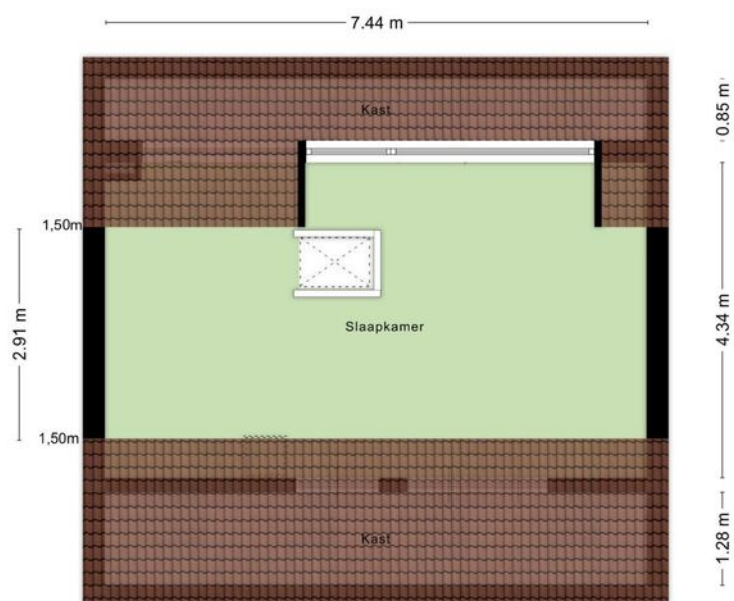 7.44 m
Kast
0.85 m
1,50m
Slaapkamer
2.91 m
4.34 m
1,50m
Kast
1.28 m